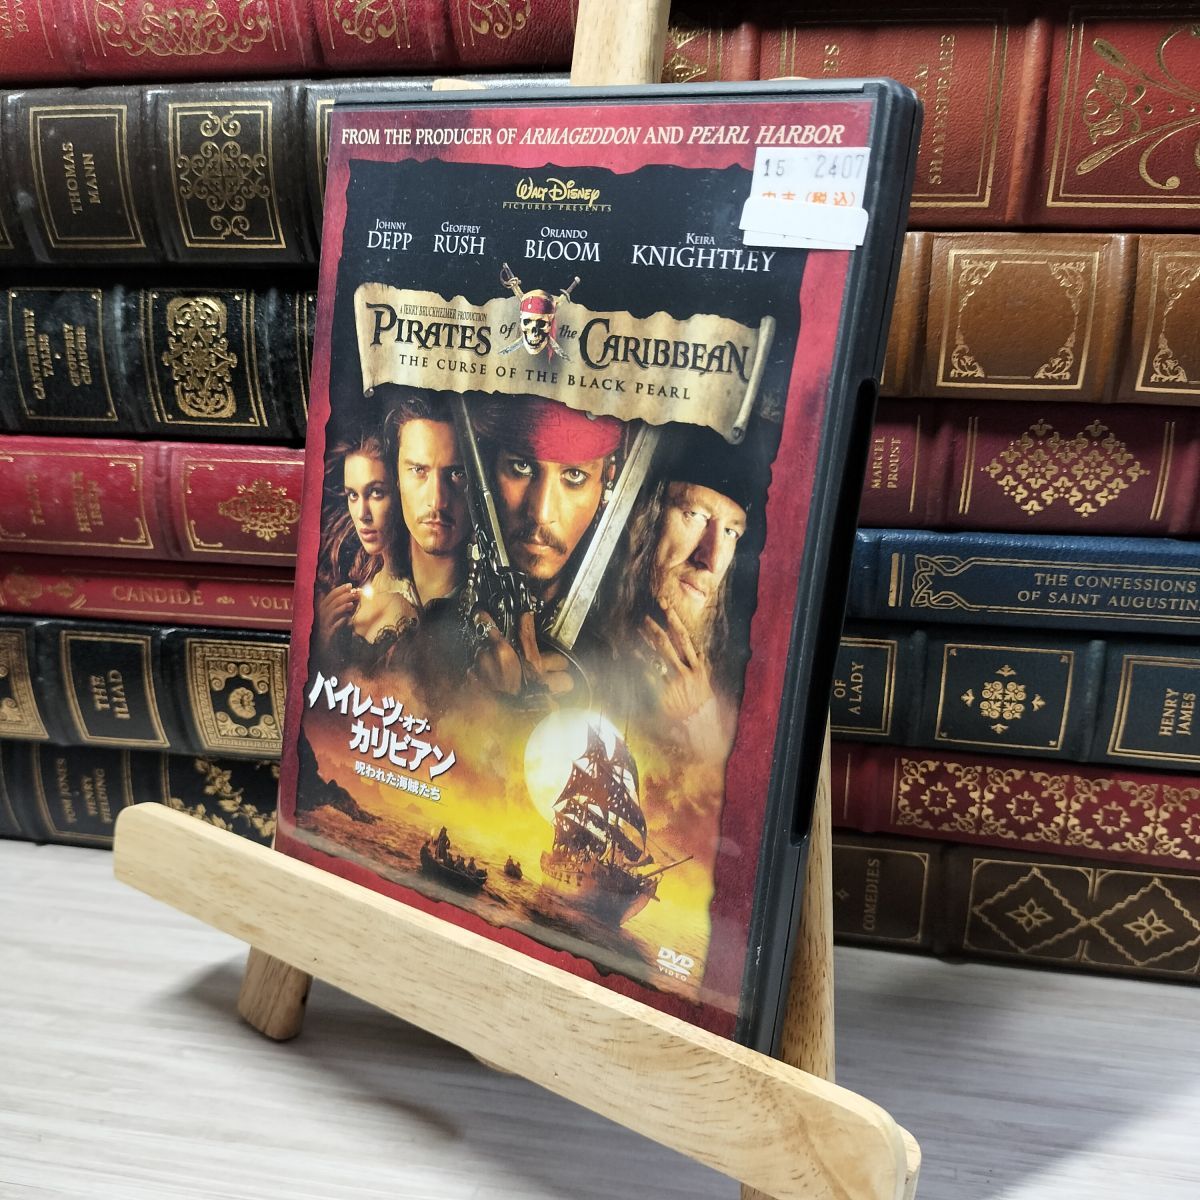 FROM THE PRODUCER OF ARMAGEDDON AND PEARL HARBOR
15 2407
(税込)
WALT DISNEY
PICTURES PRESENTS
JOHNNY DEPP
GEOFFREY RUSH
ORLANDO BLOOM
KEIRA KNIGHTLEY
A JERRY BRUCKHEIMER PRODUCTION
PIRATES of the CARIBBEAN
THE CURSE OF THE BLACK PEARL
パイレーツ・オブ・
カリビアン
呪われた海賊たち
DVD
VIDEO
THOMAS
MANN
CANTERBURY
TALES
GEOFFREY
CHAUCER
CANDIDE
THE
ILIAD
TOM JONES
HENRY
FIELDING
SHAKESPEARE
MARCEL
PROUST
THE CONFESSIONS
OF SAINT AUGUSTIN
OF
A LADY
HENRY
JAMES
COMEDIES